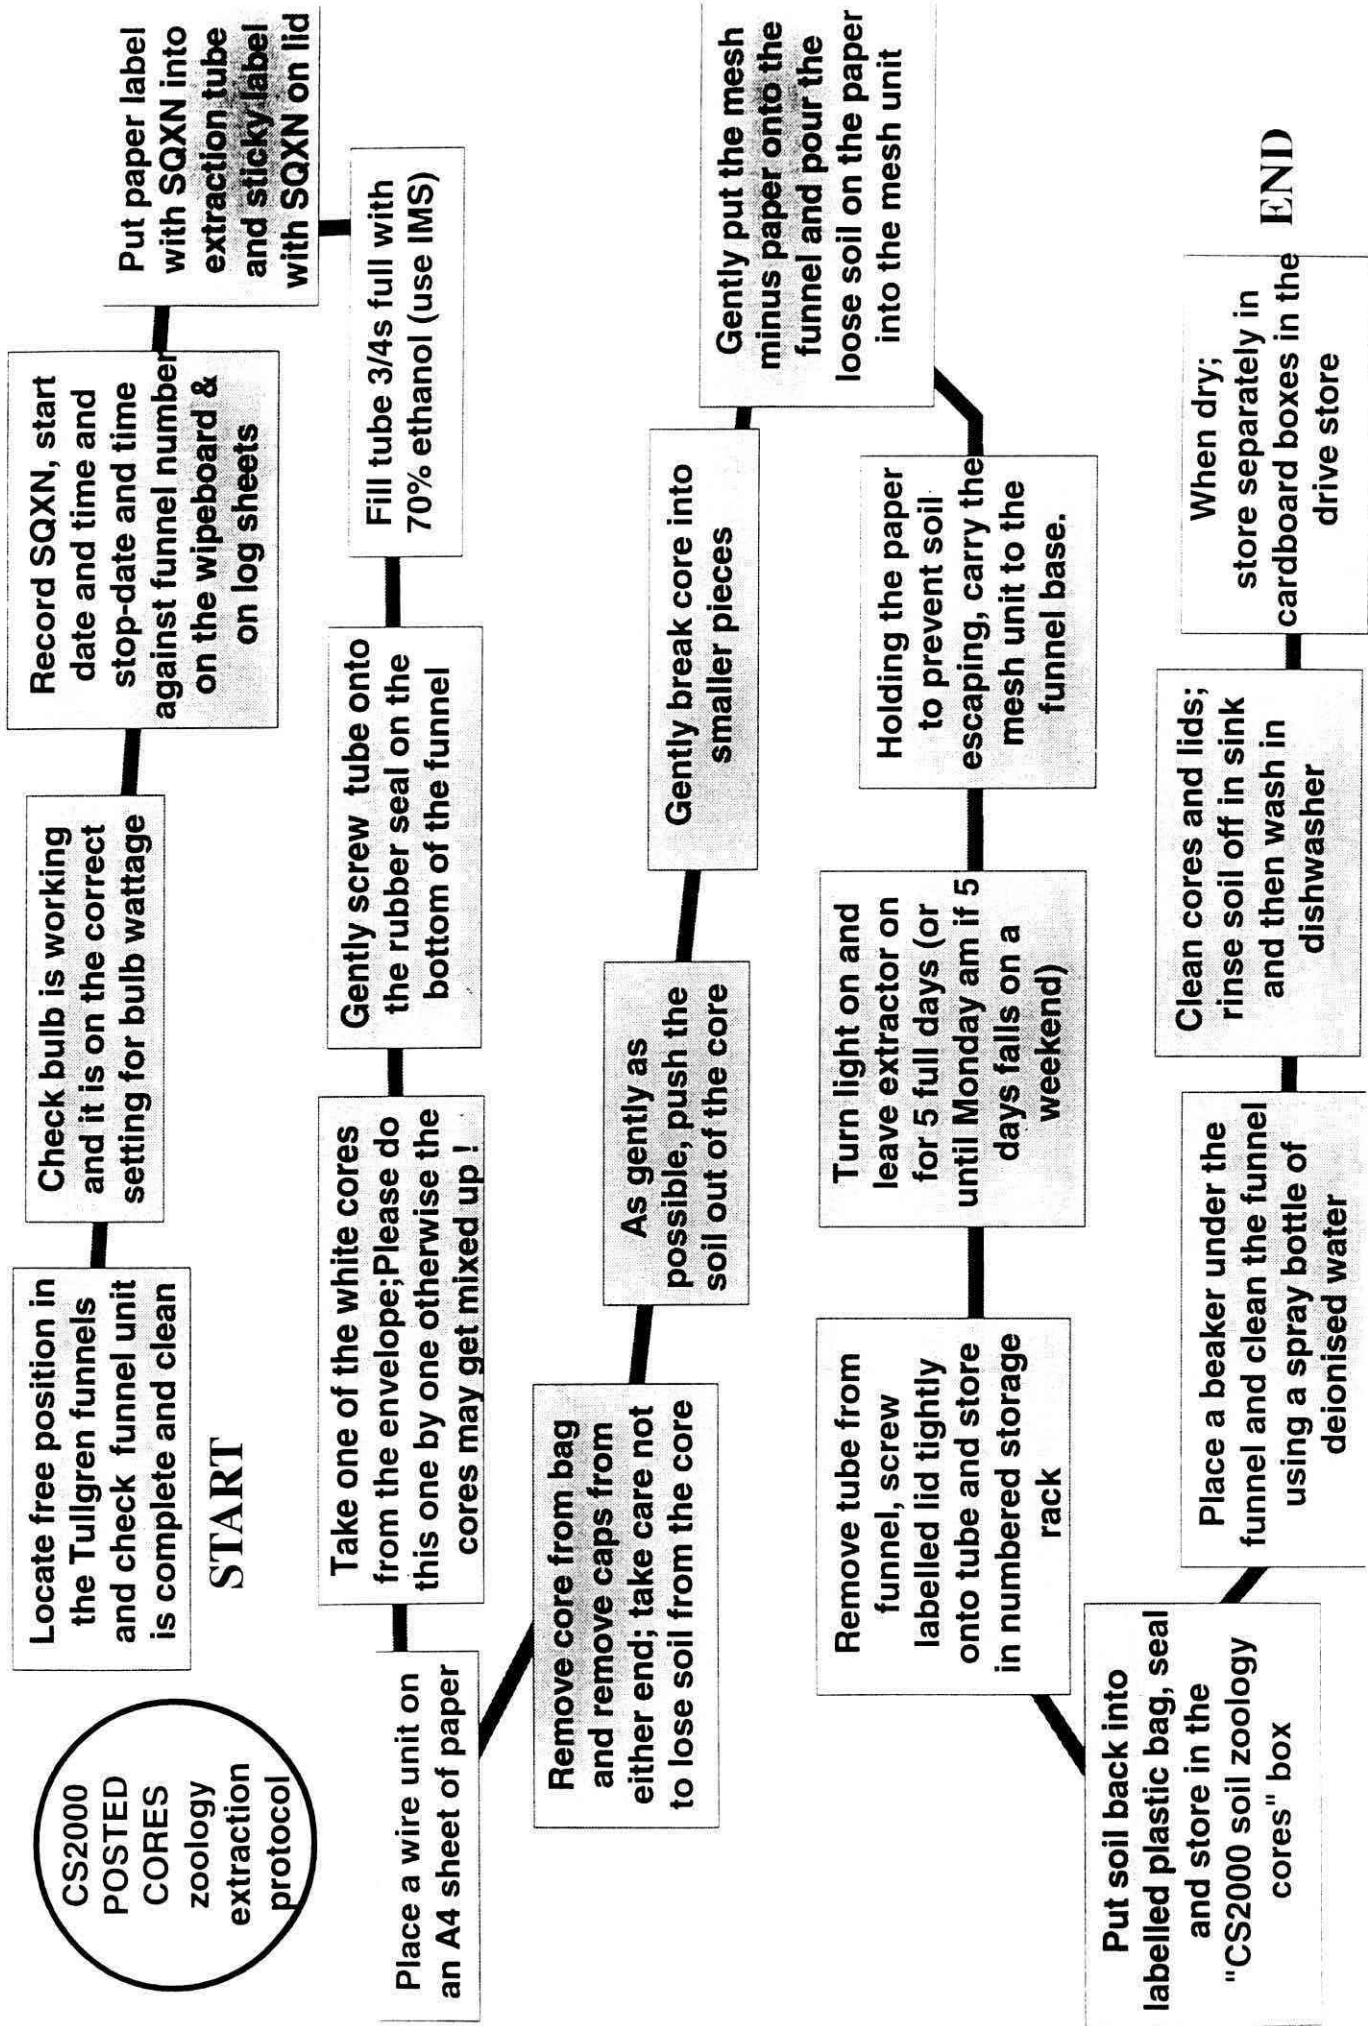 CS2000
POSTED
CORES
zoology
extraction
protocol
START
Locate free position in
the Tullgren funnels
and check funnel unit
is complete and clean
Check bulb is working
and it is on the correct
setting for bulb wattage
Record SQXN, start
date and time and
stop-date and time
against funnel number
on the wipeboard &
on log sheets
Put paper label
with SQXN into
extraction tube
and sticky label
with SQXN on lid
Fill tube 3/4s full with
70% ethanol (use IMS)
Gently screw tube onto
the rubber seal on the
bottom of the funnel
Take one of the white cores
from the envelope;Please do
this one by one otherwise the
cores may get mixed up !
Place a wire unit on
an A4 sheet of paper
Remove core from bag
and remove caps from
either end; take care not
to lose soil from the core
As gently as
possible, push the
soil out of the core
Gently break core into
smaller pieces
Gently put the mesh
minus paper onto the
funnel and pour the
loose soil on the paper
into the mesh unit
Holding the paper
to prevent soil
escaping, carry the
mesh unit to the
funnel base.
Turn light on and
leave extractor on
for 5 full days (or
until Monday am if 5
days falls on a
weekend)
Remove tube from
funnel, screw
labelled lid tightly
onto tube and store
in numbered storage
rack
Put soil back into
labelled plastic bag, seal
and store in the
"CS2000 soil zoology
cores" box
Place a beaker under the
funnel and clean the funnel
using a spray bottle of
deionised water
Clean cores and lids;
rinse soil off in sink
and then wash in
dishwasher
When dry;
store separately in
cardboard boxes in the
drive store
END